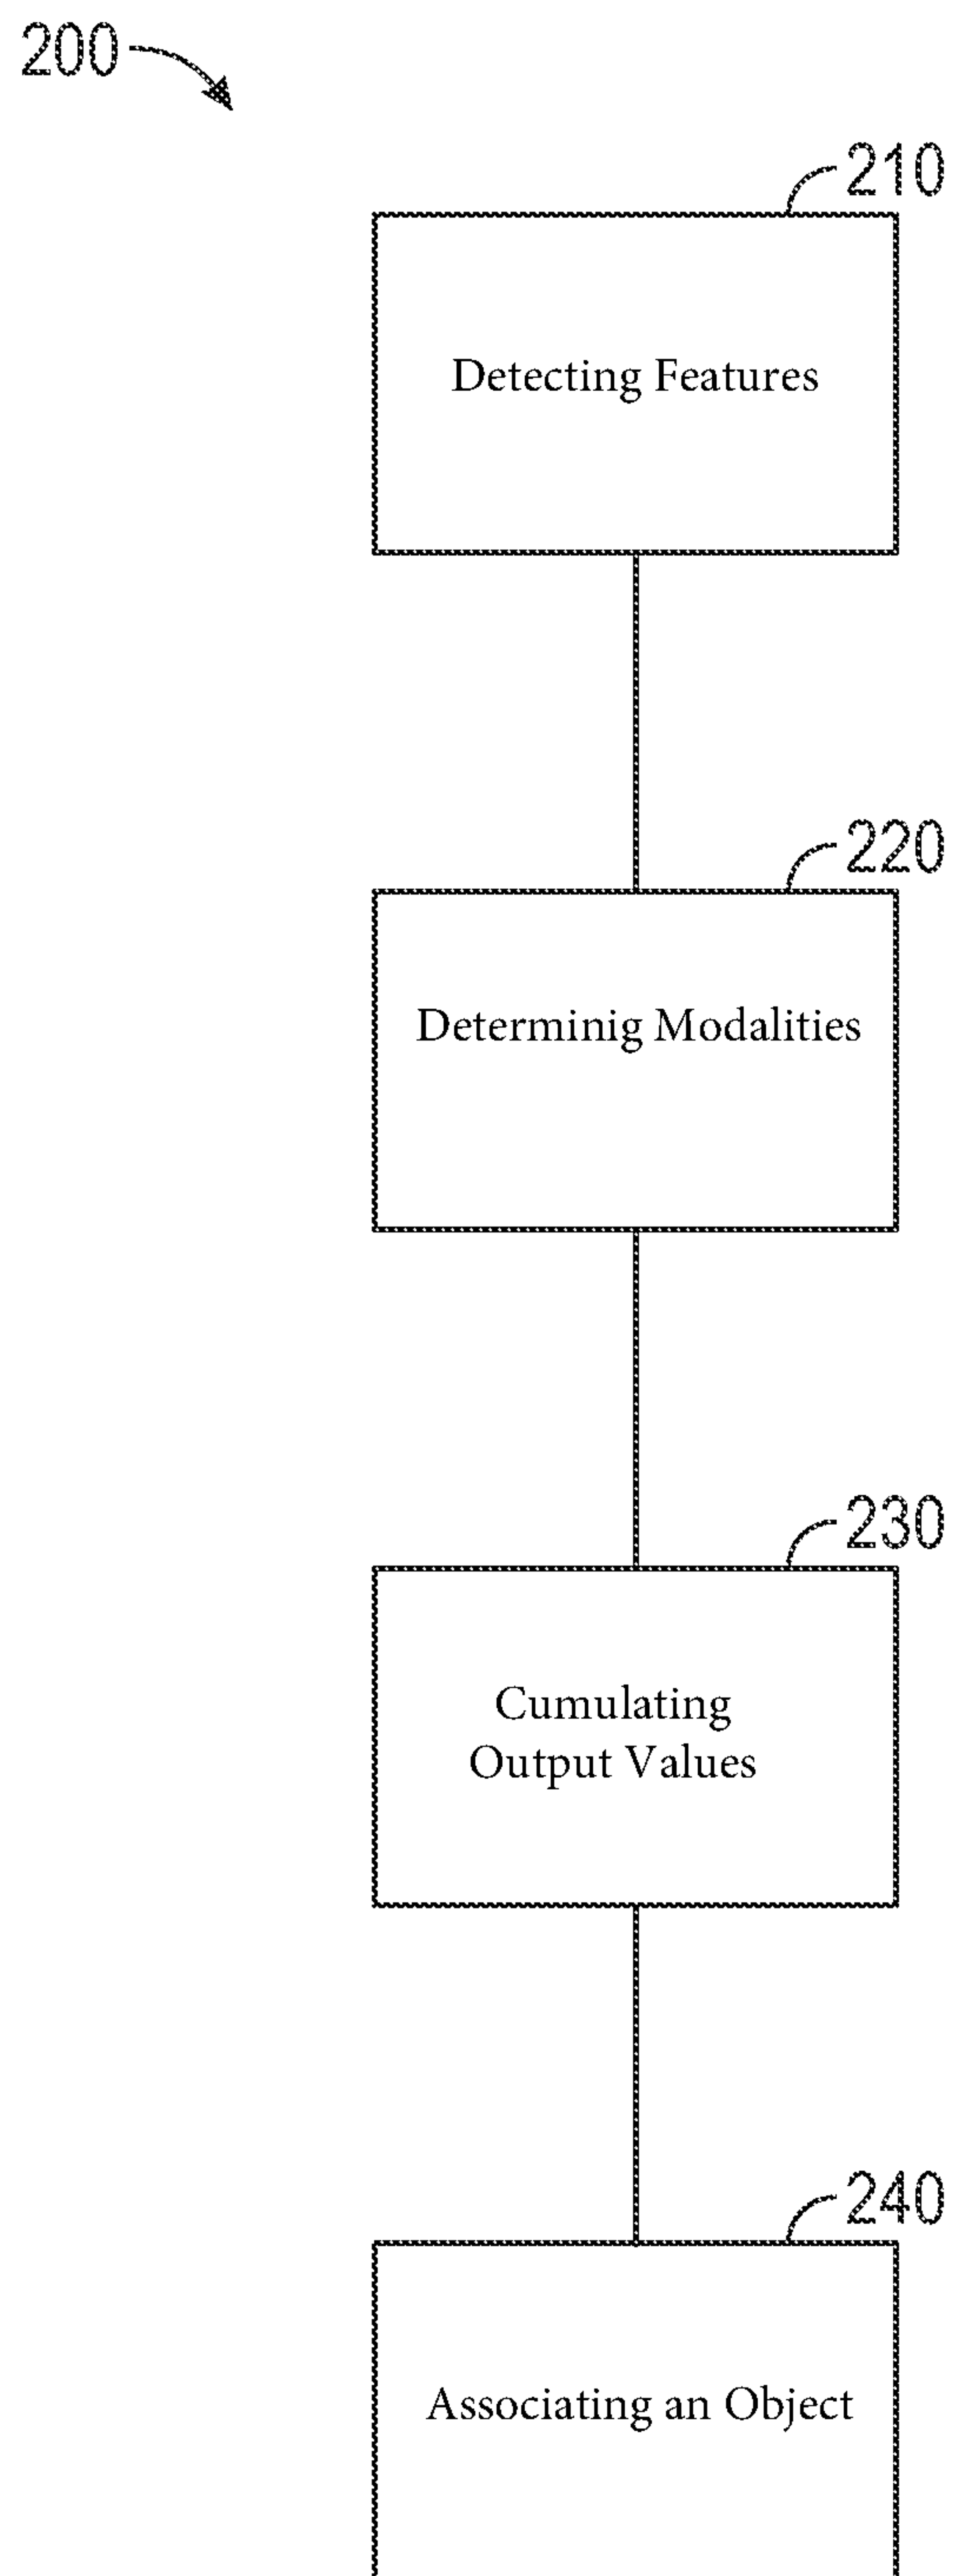 200
210
Detecting Features
220
Determinig Modalities
230
Cumulating
Output Values
240
Associating an Object